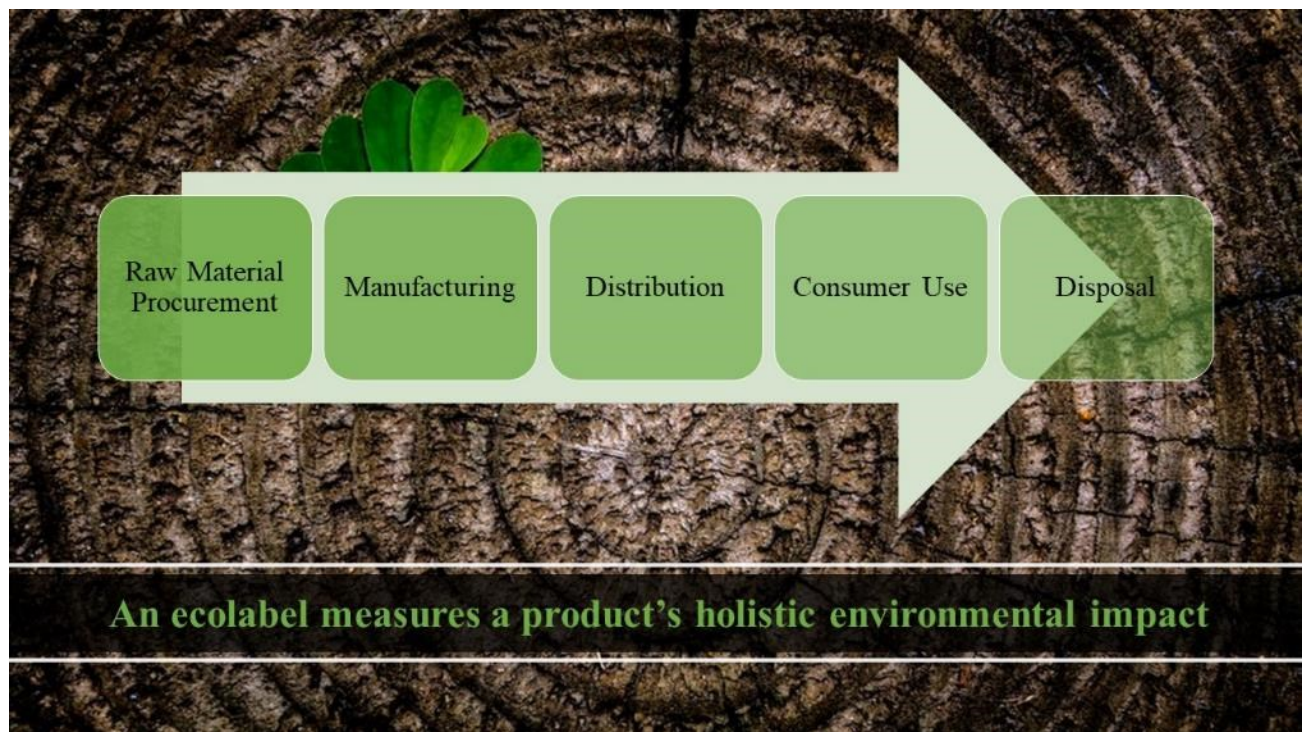 Raw Material
Procurement
Manufacturing
Distribution
Consumer Use
Disposal
An ecolabel measures a product’s holistic environmental impact